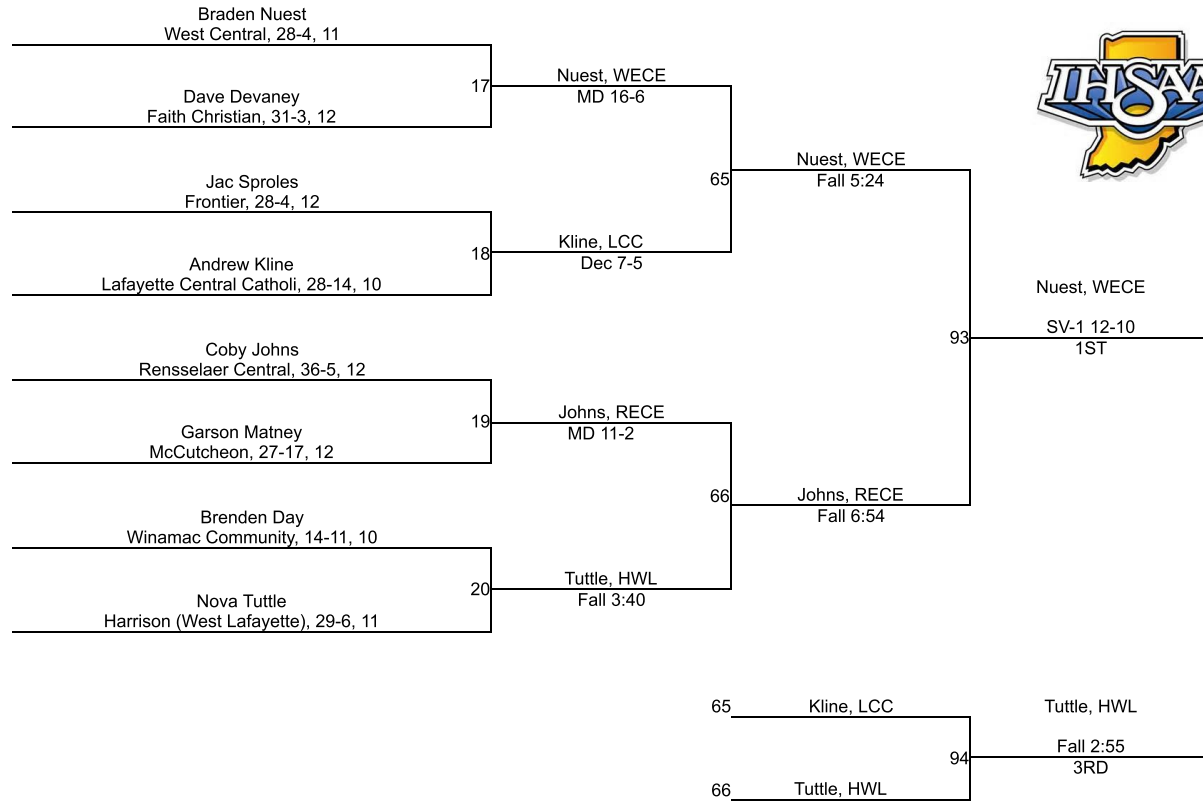 Braden Nuest
West Central, 28-4, 11
17
Nuest, WECE
MD 16-6
Dave Devaney
Faith Christian, 31-3, 12
65
Nuest, WECE
Fall 5:24
Jac Sproles
Frontier, 28-4, 12
18
Kline, LCC
Dec 7-5
Andrew Kline
Lafayette Central Catholi, 28-14, 10
93
Nuest, WECE
SV-1 12-10
1ST
Coby Johns
Rensselaer Central, 36-5, 12
19
Johns, RECE
MD 11-2
Garson Matney
McCutcheon, 27-17, 12
66
Johns, RECE
Fall 6:54
Brenden Day
Winamac Community, 14-11, 10
20
Tuttle, HWL
Fall 3:40
Nova Tuttle
Harrison (West Lafayette), 29-6, 11
65
Kline, LCC
94
Tuttle, HWL
Fall 2:55
3RD
66
Tuttle, HWL
IHSAA